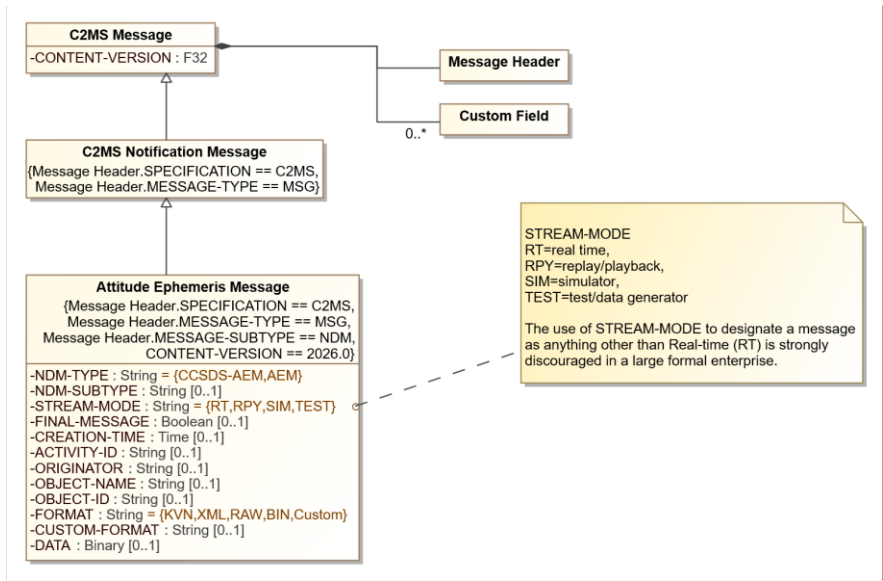 C2MS Message
-CONTENT-VERSION : F32
Message Header
Custom Field
0..*
C2MS Notification Message
{Message Header.SPECIFICATION == C2MS,
Message Header.MESSAGE-TYPE == MSG}
STREAM-MODE
RT=real time,
RPY=replay/playback,
SIM=simulator,
TEST=test/data generator
The use of STREAM-MODE to designate a message
as anything other than Real-time (RT) is strongly
discouraged in a large formal enterprise.
Attitude Ephemeris Message
{Message Header.SPECIFICATION == C2MS,
Message Header.MESSAGE-TYPE == MSG,
Message Header.MESSAGE-SUBTYPE == NDM,
CONTENT-VERSION == 2026.0}
-NDM-TYPE : String = {CCSDS-AEM,AEM}
-NDM-SUBTYPE : String [0..1]
-STREAM-MODE : String = {RT,RPY,SIM,TEST}
-FINAL-MESSAGE : Boolean [0..1]
-CREATION-TIME : Time [0..1]
-ACTIVITY-ID : String [0..1]
-ORIGINATOR : String [0..1]
-OBJECT-NAME : String [0..1]
-OBJECT-ID : String [0..1]
-FORMAT : String = {KVN,XML,RAW,BIN,Custom}
-CUSTOM-FORMAT : String [0..1]
-DATA : Binary [0..1]